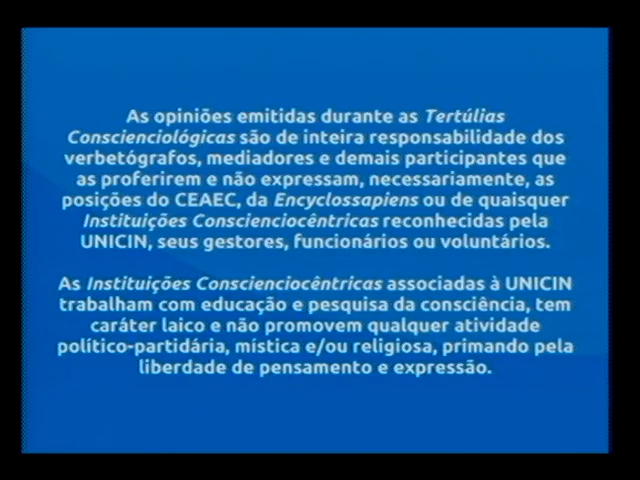 As opiniões emitidas durante as Tertúlias
Conscienciológicas são de inteira responsabilidade dos
verbetógrafos, mediadores e demais participantes que
as proferirem e não expressam, necessariamente, as
posições do CEAEC, da Encyclossapiens ou de quaisquer
Instituições Conscienciocêntricas reconhecidas pela
UNICIN, seus gestores, funcionários ou voluntários.
As Instituições Conscienciocêntricas associadas à UNICIN
trabalham com educação e pesquisa da consciência, tem
caráter laico e não promovem qualquer atividade
político-partidária, mística e/ou religiosa, primando pela
liberdade de pensamento e expressão.